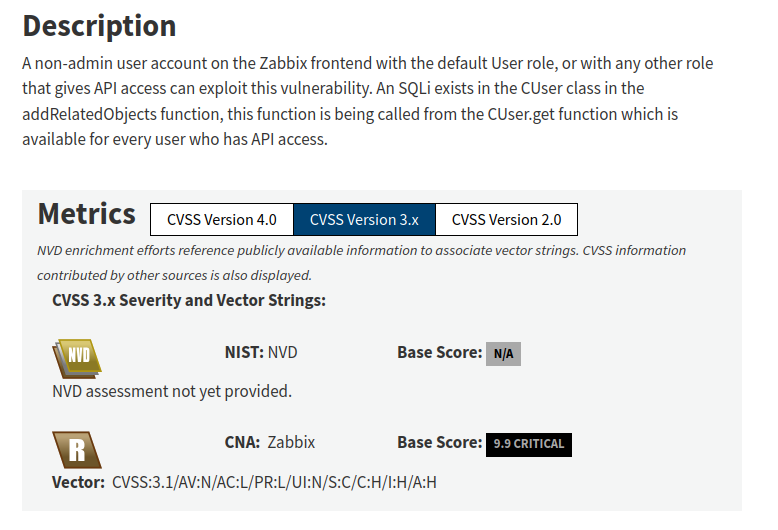 Description
A non-admin user account on the Zabbix frontend with the default User role, or with any other role
that gives API access can exploit this vulnerability. An SQLi exists in the CUser class in the
addRelatedObjects function, this function is being called from the CUser.get function which is
available for every user who has API access.
Metrics CVSS Version 4.0 CVSS Version 3.x CVSS Version 2.0
NVD enrichment efforts reference publicly available information to associate vector strings. CVSS information
contributed by other sources is also displayed.
CVSS 3.x Severity and Vector Strings:
NVD NIST: NVD Base Score: N/A
NVD assessment not yet provided.
R CNA: Zabbix Base Score: 9.9 CRITICAL
Vector: CVSS:3.1/AV:N/AC:L/PR:L/UI:N/S:C/C:H/I:H/A:H